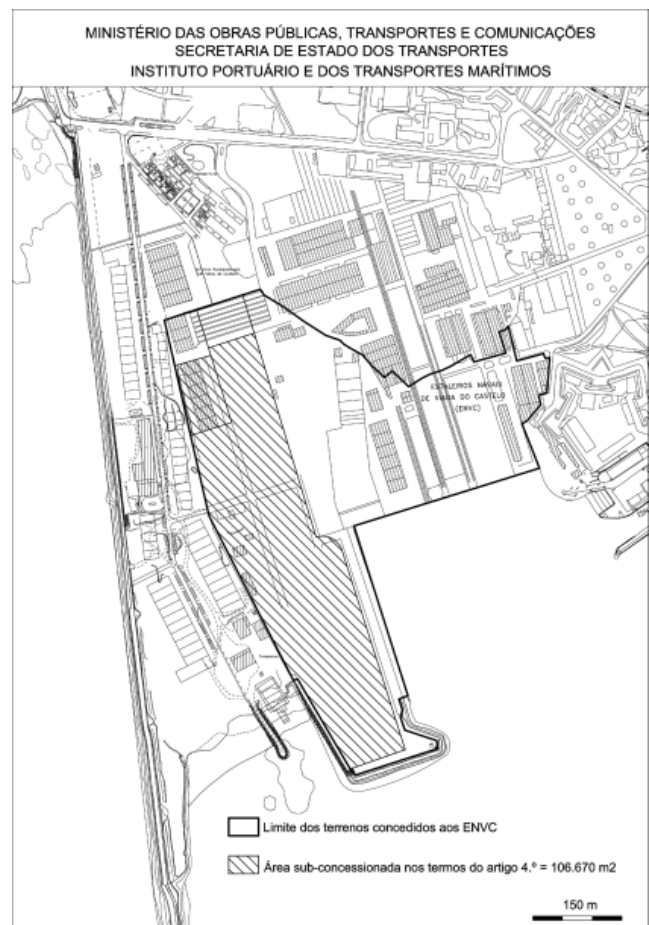 MINISTÉRIO DAS OBRAS PÚBLICAS, TRANSPORTES E COMUNICAÇÕES
SECRETARIA DE ESTADO DOS TRANSPORTES
INSTITUTO PORTUÁRIO E DOS TRANSPORTES MARÍTIMOS
ESTALEIROS NAVAIS
DE VIANA DO CASTELO
(ENVC)
Limite dos terrenos concedidos aos ENVC
Área sub-concessionada nos termos do artigo 4.º = 106.670 m2
150 m